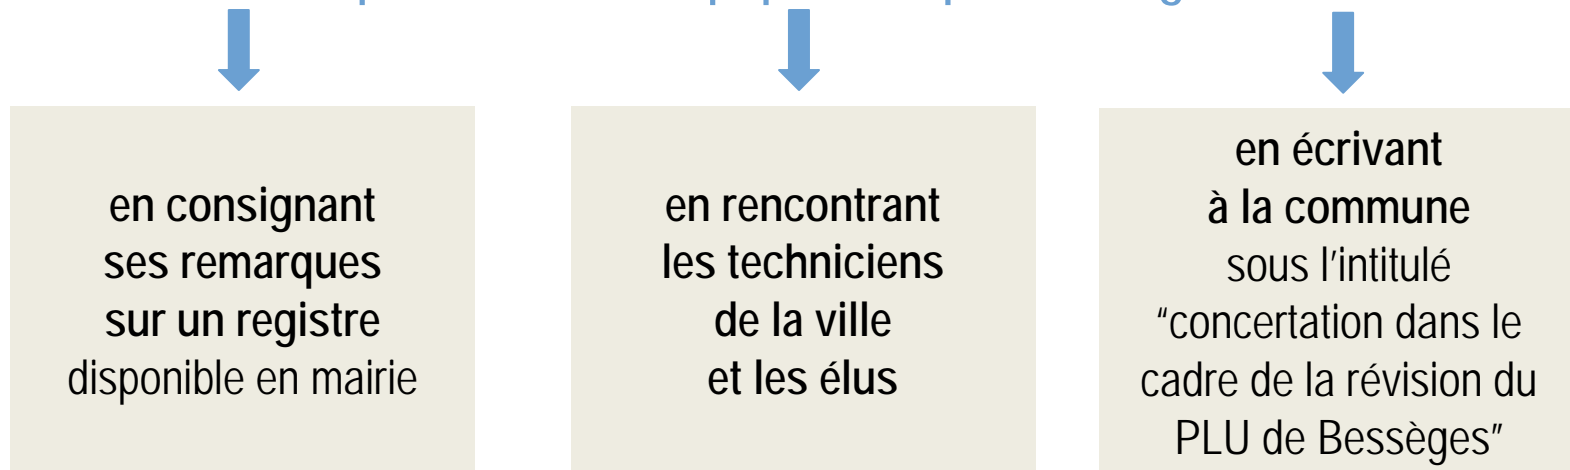 en consignant
ses remarques
sur un registre
disponible en mairie
en rencontrant
les techniciens
de la ville
et les élus
en écrivant
à la commune
sous l'intitulé
“concertation dans le
cadre de la révision du
PLU de Bessèges”